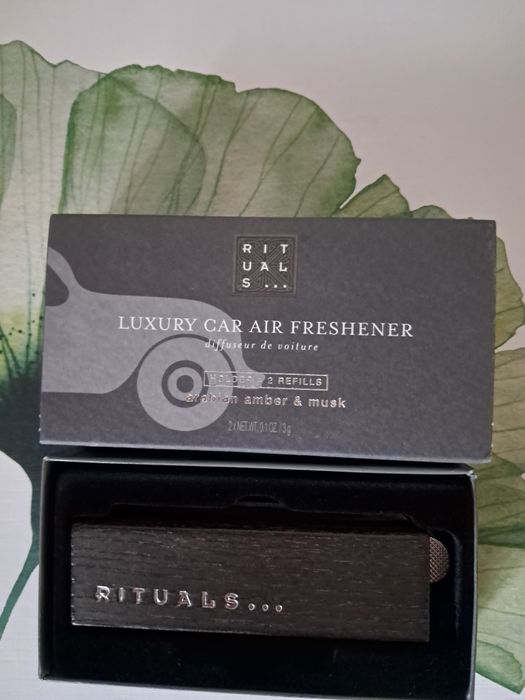 RIT
UAL
S...
LUXURY CAR AIR FRESHENER
diffuseur de voiture
HOLDER + 2 REFILLS
arabian amber & musk
2 x NET WT. 0.1 OZ. / 3 g
RITUALS...